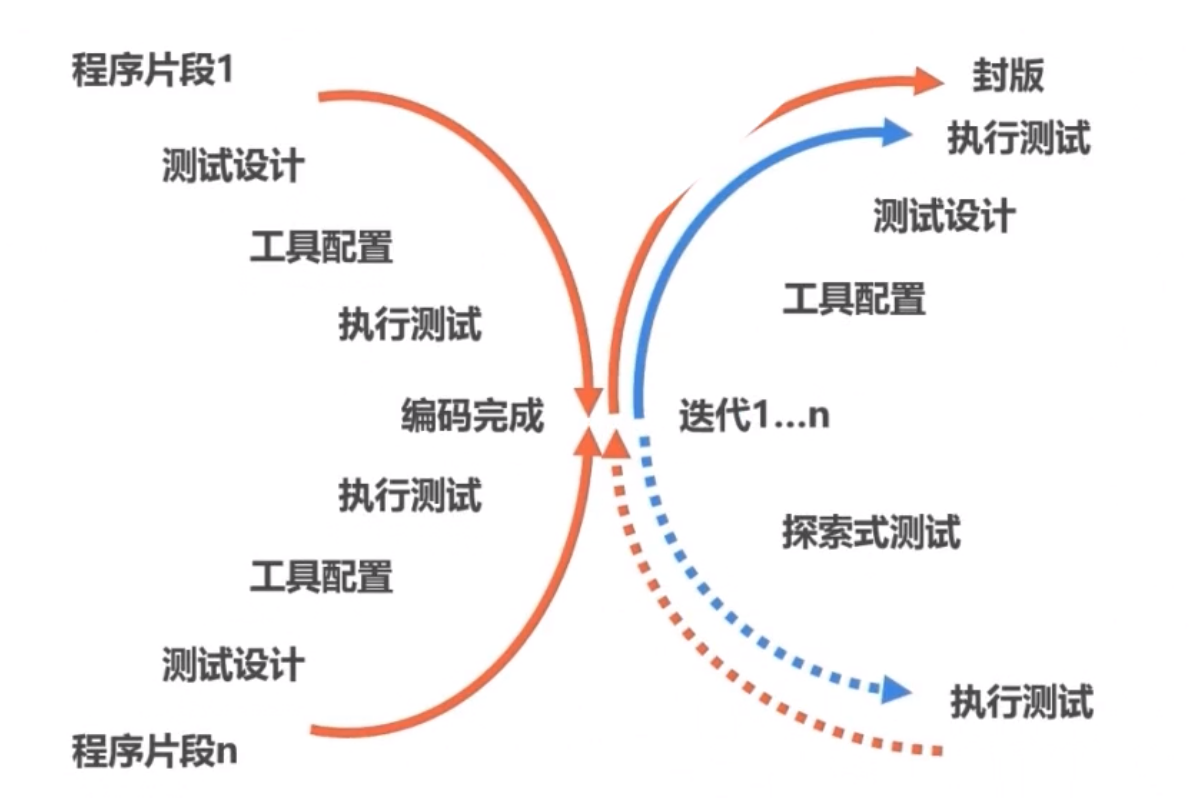 程序片段1
测试设计
工具配置
执行测试
编码完成
执行测试
工具配置
测试设计
程序片段n
封版
执行测试
测试设计
工具配置
迭代1...n
探索式测试
执行测试